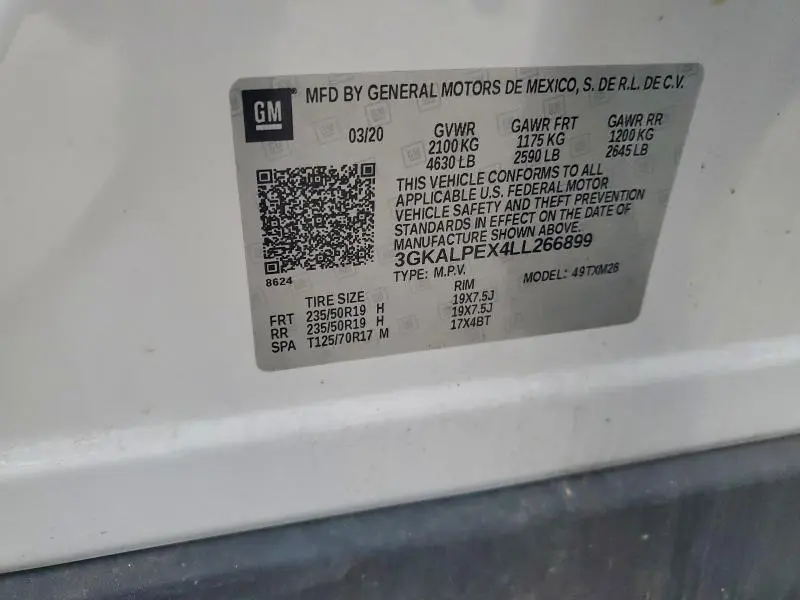 GM ® MFD BY GENERAL MOTORS DE MEXICO, S. DE R.L. DE C.V.
03/20 GVWR GAWR FRT GAWR RR
2100 KG 1175 KG 1200 KG
4630 LB 2590 LB 2645 LB
THIS VEHICLE CONFORMS TO ALL
APPLICABLE U.S. FEDERAL MOTOR
VEHICLE SAFETY AND THEFT PREVENTION
STANDARDS IN EFFECT ON THE DATE OF
MANUFACTURE SHOWN ABOVE.
3GKALPEX4LL266899
8624 TYPE: M.P.V. MODEL: 49TXM26
TIRE SIZE RIM
FRT 235/50R19 H 19X7.5J
RR 235/50R19 H 19X7.5J
SPA T125/70R17 M 17X4BT